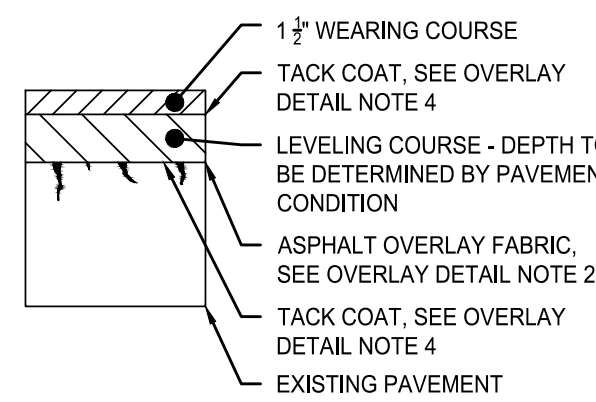 1 1/2" WEARING COURSE
TACK COAT, SEE OVERLAY
DETAIL NOTE 4
LEVELING COURSE - DEPTH TO
BE DETERMINED BY PAVEMEN
CONDITION
ASPHALT OVERLAY FABRIC,
SEE OVERLAY DETAIL NOTE 2
TACK COAT, SEE OVERLAY
DETAIL NOTE 4
EXISTING PAVEMENT